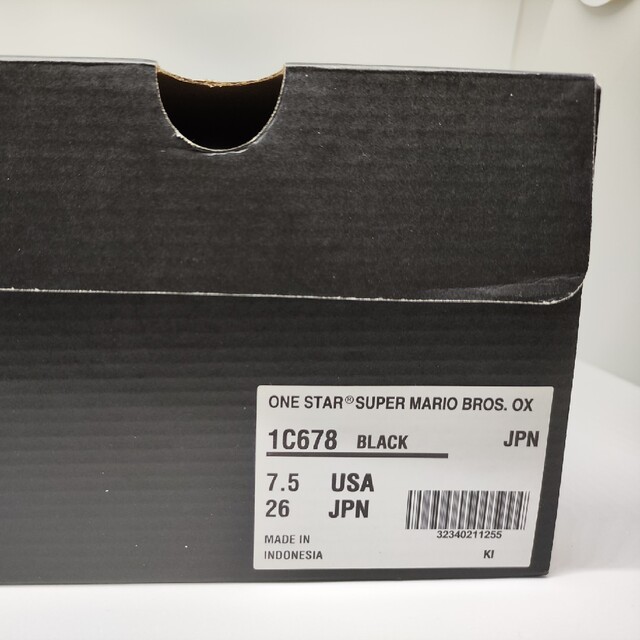 ONE STAR® SUPER MARIO BROS. OX
1C678 BLACK JPN
7.5 USA
26 JPN
32340211255
MADE IN
INDONESIA KI